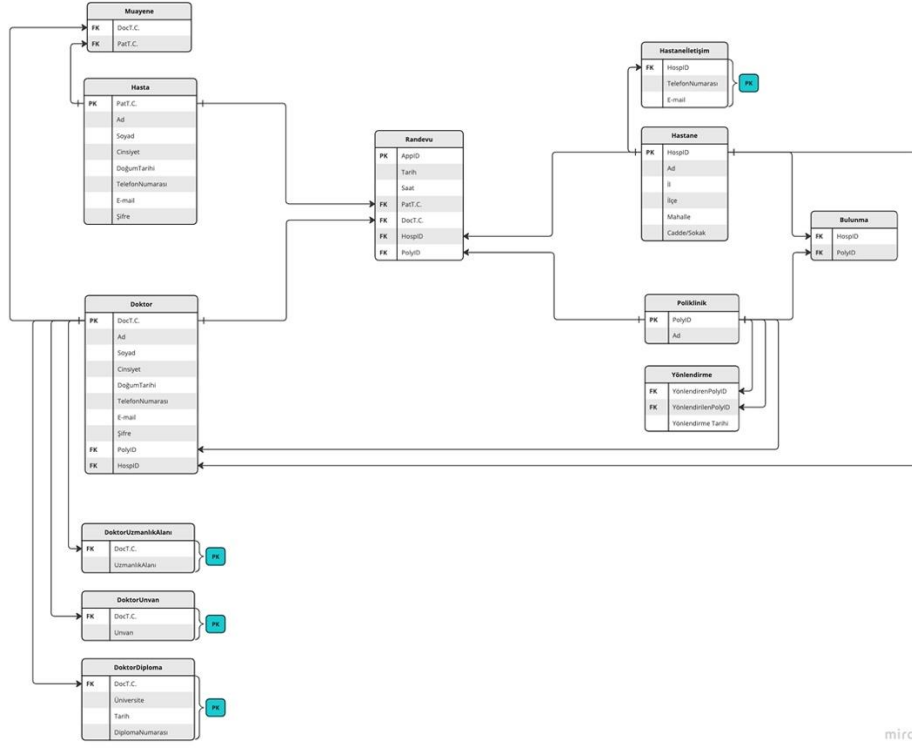 Muayene
FK DocT.C.
FK PatT.C.
Hasta
PK PatT.C.
Ad
Soyad
Cinsiyet
DoğumTarihi
TelefonNumarası
E-mail
Şifre
Randevu
PK AppID
Tarih
Saat
FK PatT.C.
FK DocT.C.
FK HospID
FK PolyID
Hastaneİletişim
FK HospID
TelefonNumarası
E-mail
PK
Hastane
PK HospID
Ad
İl
İlçe
Mahalle
Cadde/Sokak
Bulunma
FK HospID
FK PolyID
Doktor
PK DocT.C.
Ad
Soyad
Cinsiyet
DoğumTarihi
TelefonNumarası
E-mail
Şifre
FK PolyID
FK HospID
Poliklinik
PK PolyID
Ad
Yönlendirme
FK YönlendirenPolyID
FK YönlendirilenPolyID
Yönlendirme Tarihi
DoktorUzmanlıkAlanı
FK DocT.C.
UzmanlıkAlanı
PK
DoktorUnvan
FK DocT.C.
Unvan
PK
DoktorDiploma
FK DocT.C.
Üniversite
Tarih
DiplomaNumarası
PK
miro